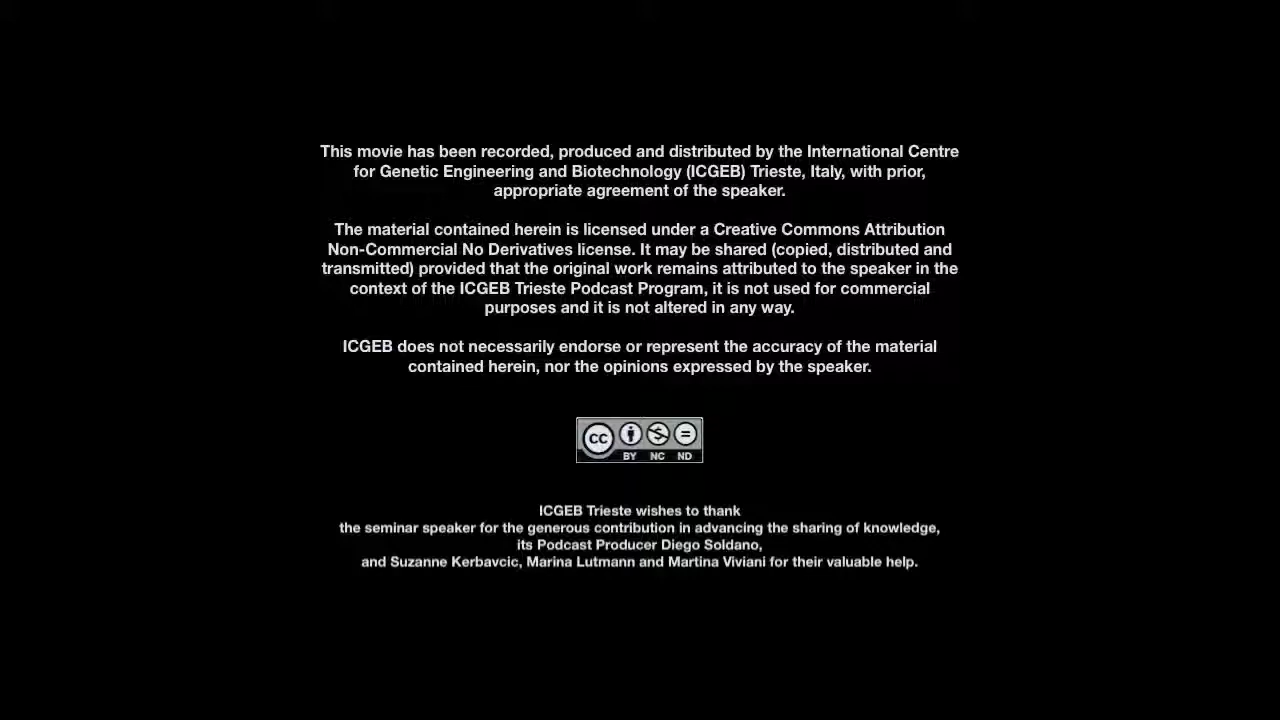 This movie has been recorded, produced and distributed by the International Centre
for Genetic Engineering and Biotechnology (ICGEB) Trieste, Italy, with prior,
appropriate agreement of the speaker.
The material contained herein is licensed under a Creative Commons Attribution
Non-Commercial No Derivatives license. It may be shared (copied, distributed and
transmitted) provided that the original work remains attributed to the speaker in the
context of the ICGEB Trieste Podcast Program, it is not used for commercial
purposes and it is not altered in any way.
ICGEB does not necessarily endorse or represent the accuracy of the material
contained herein, nor the opinions expressed by the speaker.
CC
BY NC ND
ICGEB Trieste wishes to thank
the seminar speaker for the generous contribution in advancing the sharing of knowledge,
its Podcast Producer Diego Soldano,
and Suzanne Kerbavcic, Marina Lutmann and Martina Viviani for their valuable help.